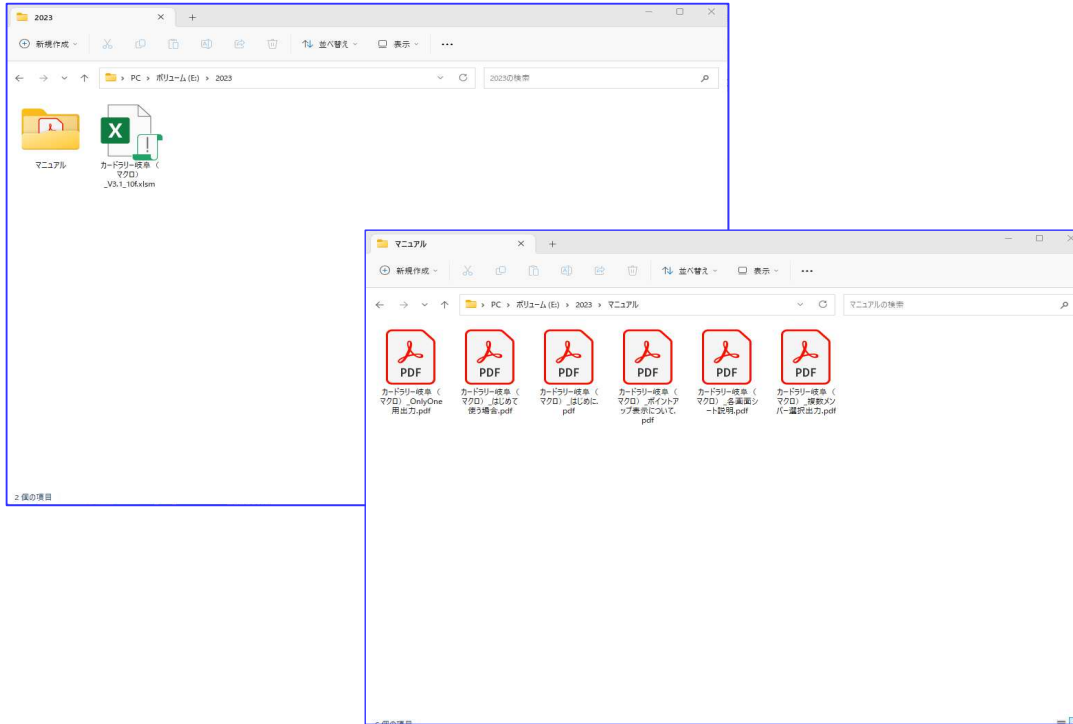 2023
新規作成
並べ替え
表示
PC > ボリューム (E:) > 2023
2023の検索
マニュアル
カードラリー岐阜（
マクロ）
_V3.1_10f.xlsm
2 個の項目
マニュアル
新規作成
並べ替え
表示
PC > ボリューム (E:) > 2023 > マニュアル
マニュアルの検索
PDF
カードラリー岐阜（
マクロ）_OnlyOne
用出力.pdf
PDF
カードラリー岐阜（
マクロ）_はじめて
使う場合.pdf
PDF
カードラリー岐阜（
マクロ）_はじめに.
pdf
PDF
カードラリー岐阜（
マクロ）_ポイントア
ップ表示について.
pdf
PDF
カードラリー岐阜（
マクロ）_各画面シ
ート説明.pdf
PDF
カードラリー岐阜（
マクロ）_複数メン
バー選択出力.pdf